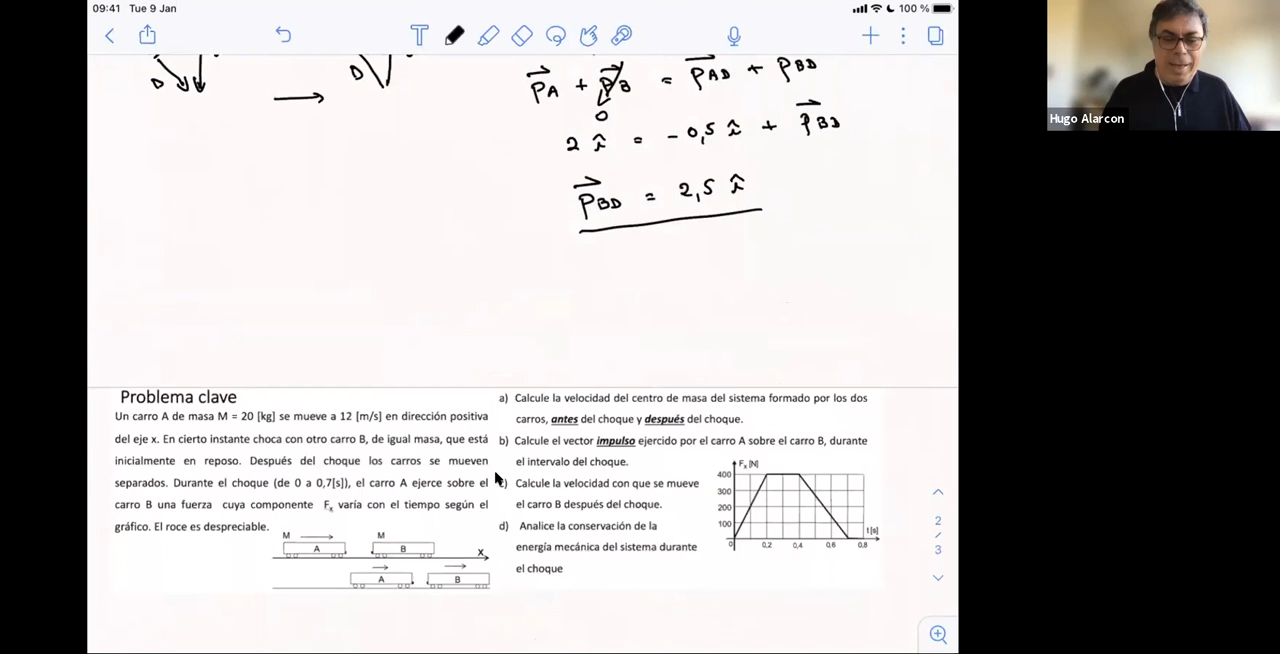 09:41 Tue 9 Jan
100 %
Hugo Alarcon
D
D
PA + PB = PAD + PBD
0
2 î = -0,5 î + PBD
PBD = 2,5 î
Problema clave
Un carro A de masa M = 20 [kg] se mueve a 12 [m/s] en dirección positiva
del eje x. En cierto instante choca con otro carro B, de igual masa, que está
inicialmente en reposo. Después del choque los carros se mueven
separados. Durante el choque (de 0 a 0,7[s]), el carro A ejerce sobre el
carro B una fuerza cuya componente Fx varía con el tiempo según el
gráfico. El roce es despreciable.
M M
A B X
A B
a) Calcule la velocidad del centro de masa del sistema formado por los dos
carros, antes del choque y después del choque.
b) Calcule el vector impulso ejercido por el carro A sobre el carro B, durante
el intervalo del choque.
c) Calcule la velocidad con que se mueve
el carro B después del choque.
d) Analice la conservación de la
energía mecánica del sistema durante
el choque
Fx [N]
400
300
200
100
0 0,2 0,4 0,6 0,8
t[s]
2
/
3